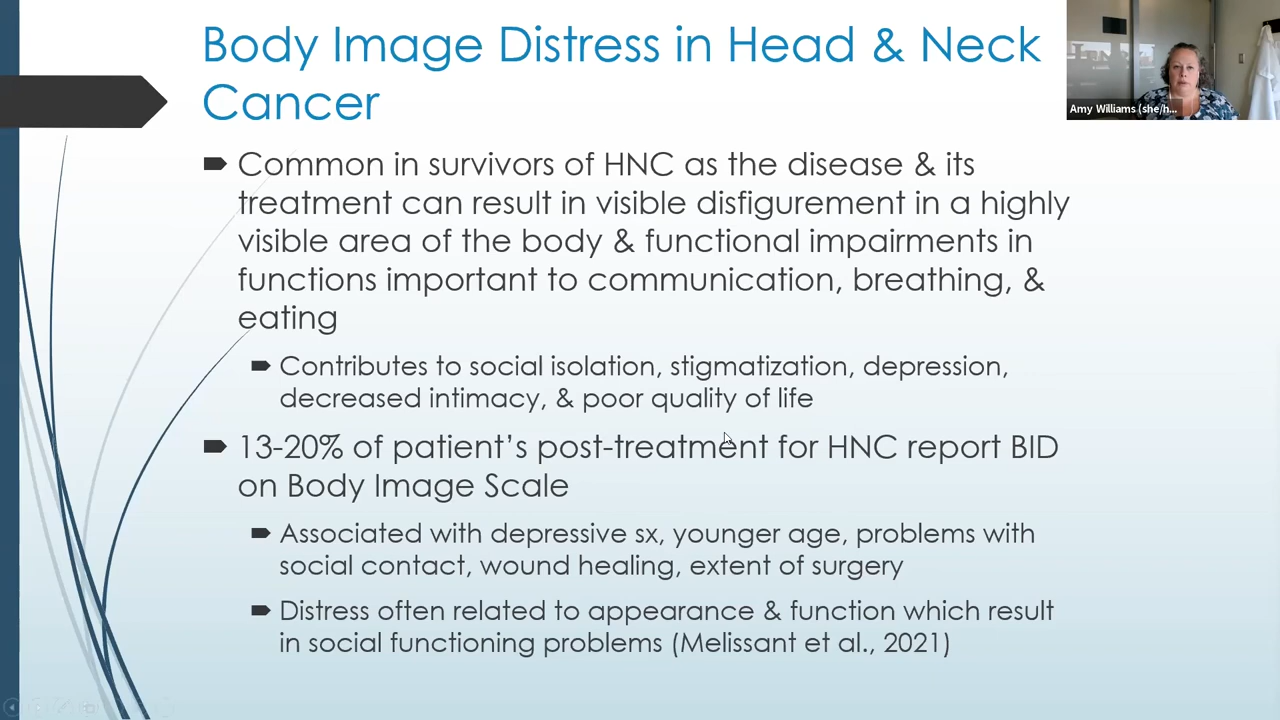 Body Image Distress in Head & Neck
Cancer
Common in survivors of HNC as the disease & its
treatment can result in visible disfigurement in a highly
visible area of the body & functional impairments in
functions important to communication, breathing, &
eating
Contributes to social isolation, stigmatization, depression,
decreased intimacy, & poor quality of life
13-20% of patient’s post-treatment for HNC report BID
on Body Image Scale
Associated with depressive sx, younger age, problems with
social contact, wound healing, extent of surgery
Distress often related to appearance & function which result
in social functioning problems (Melissant et al., 2021)
Amy Williams (she/h...